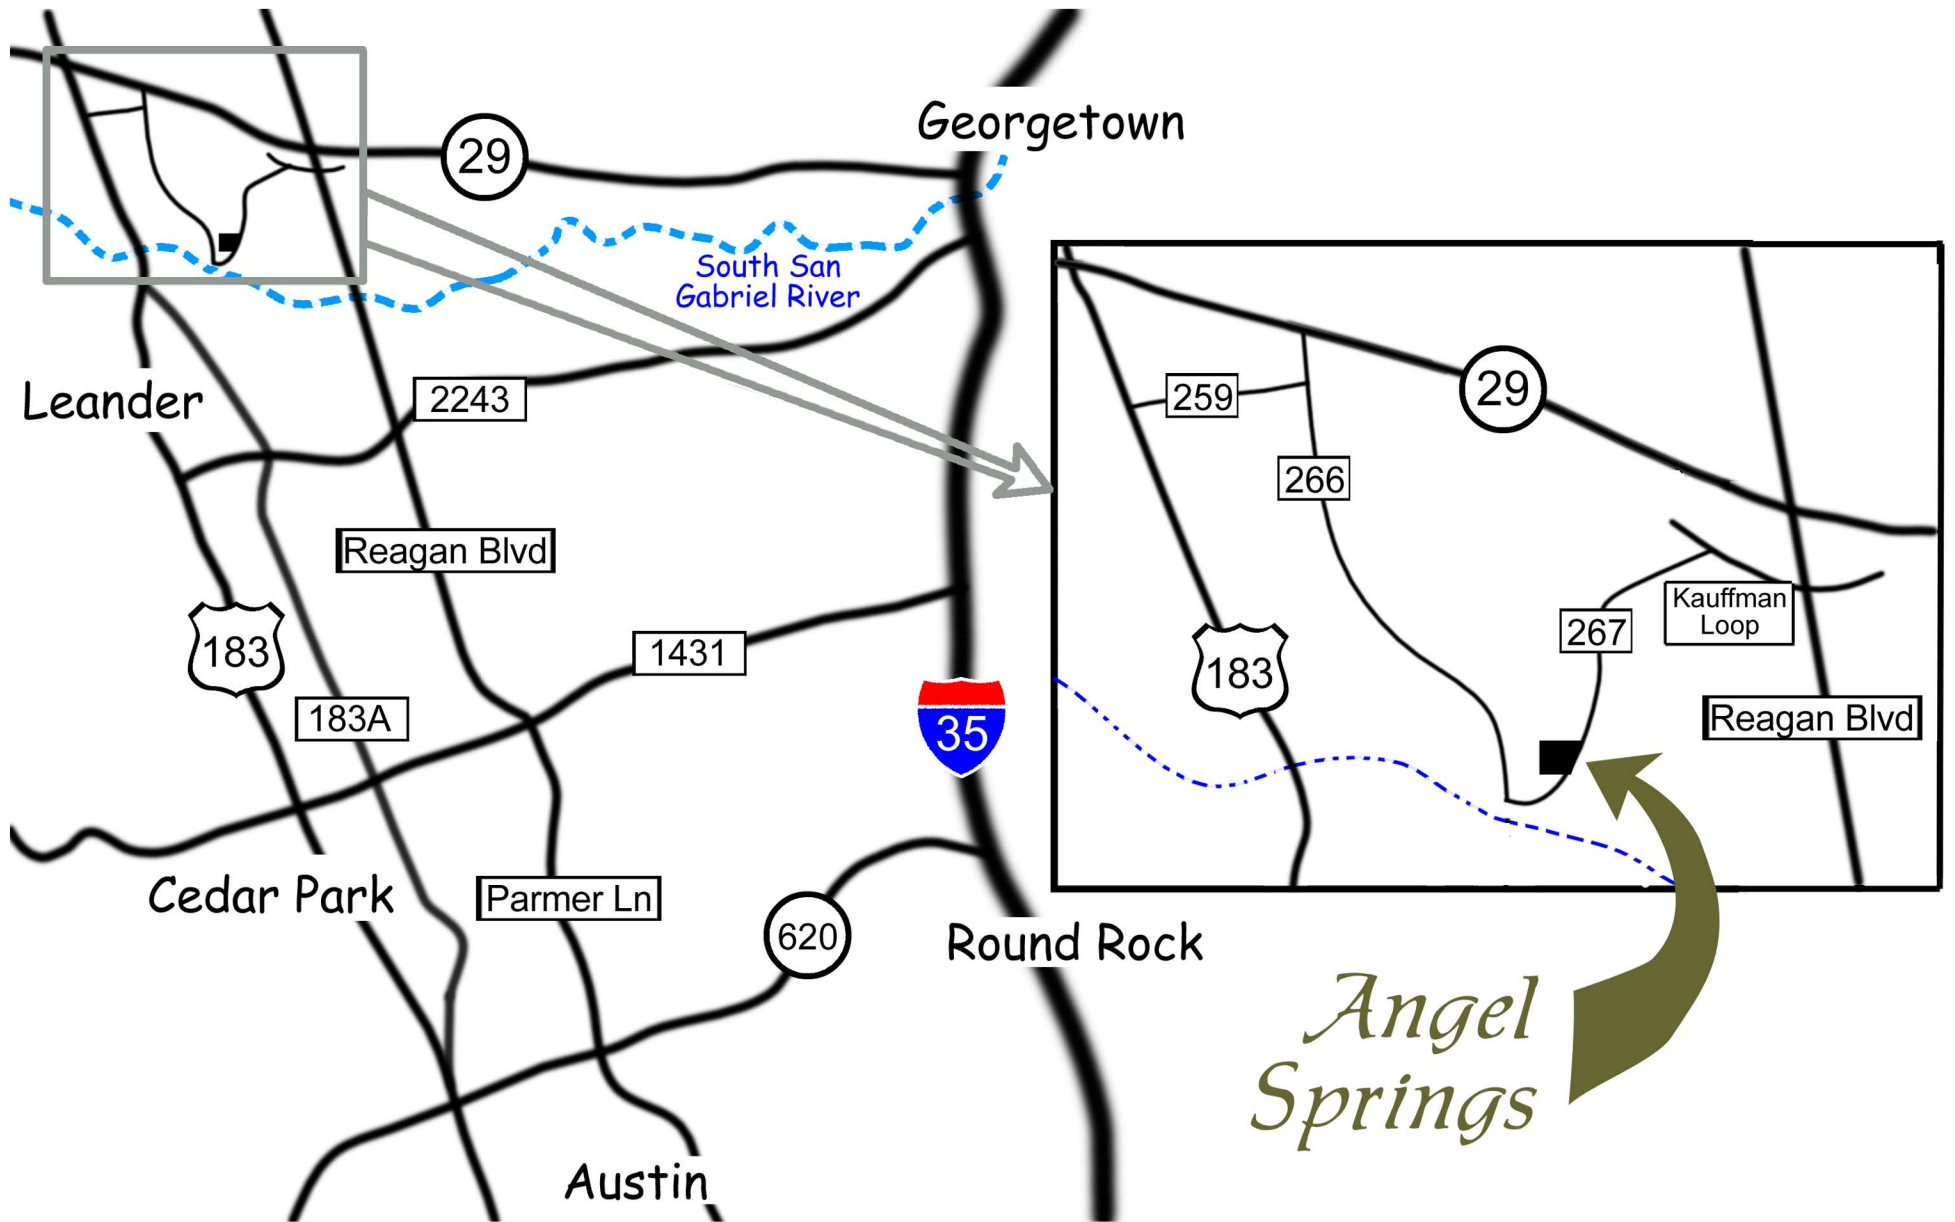 Georgetown
29
South San
Gabriel River
Leander
2243
Reagan Blvd
183
1431
183A
35
Cedar Park
Parmer Ln
620
Round Rock
Austin
259
29
266
Kauffman
Loop
267
183
Reagan Blvd
Angel
Springs